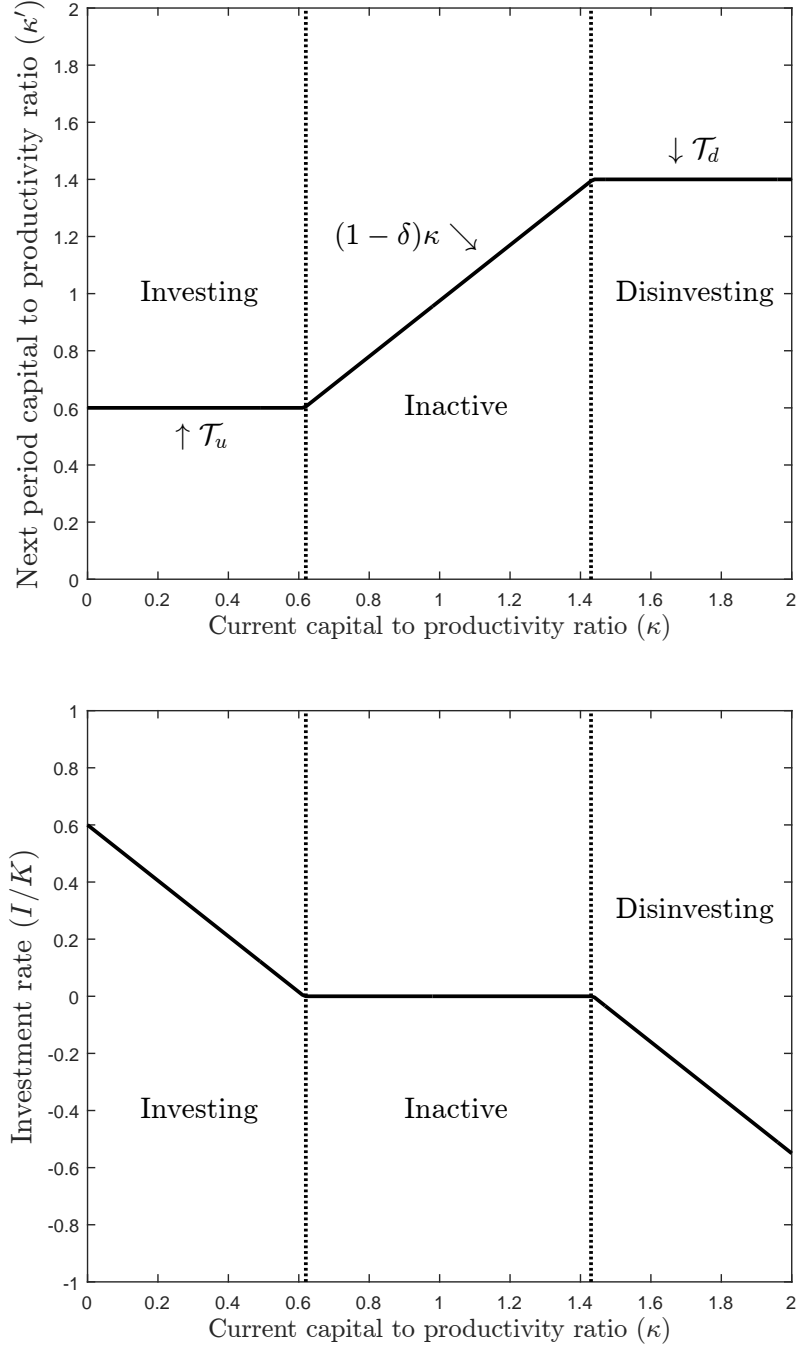 Next period capital to productivity ratio (κ′)
2
1.8
1.6
1.4
1.2
1
0.8
0.6
0.4
0.2
0
↓ 𝒯d
(1 − δ)κ ↘
Investing
Disinvesting
Inactive
↑ 𝒯u
0 0.2 0.4 0.6 0.8 1 1.2 1.4 1.6 1.8 2
Current capital to productivity ratio (κ)
Investment rate (I/K)
1
0.8
0.6
0.4
0.2
0
-0.2
-0.4
-0.6
-0.8
-1
Disinvesting
Investing
Inactive
0 0.2 0.4 0.6 0.8 1 1.2 1.4 1.6 1.8 2
Current capital to productivity ratio (κ)